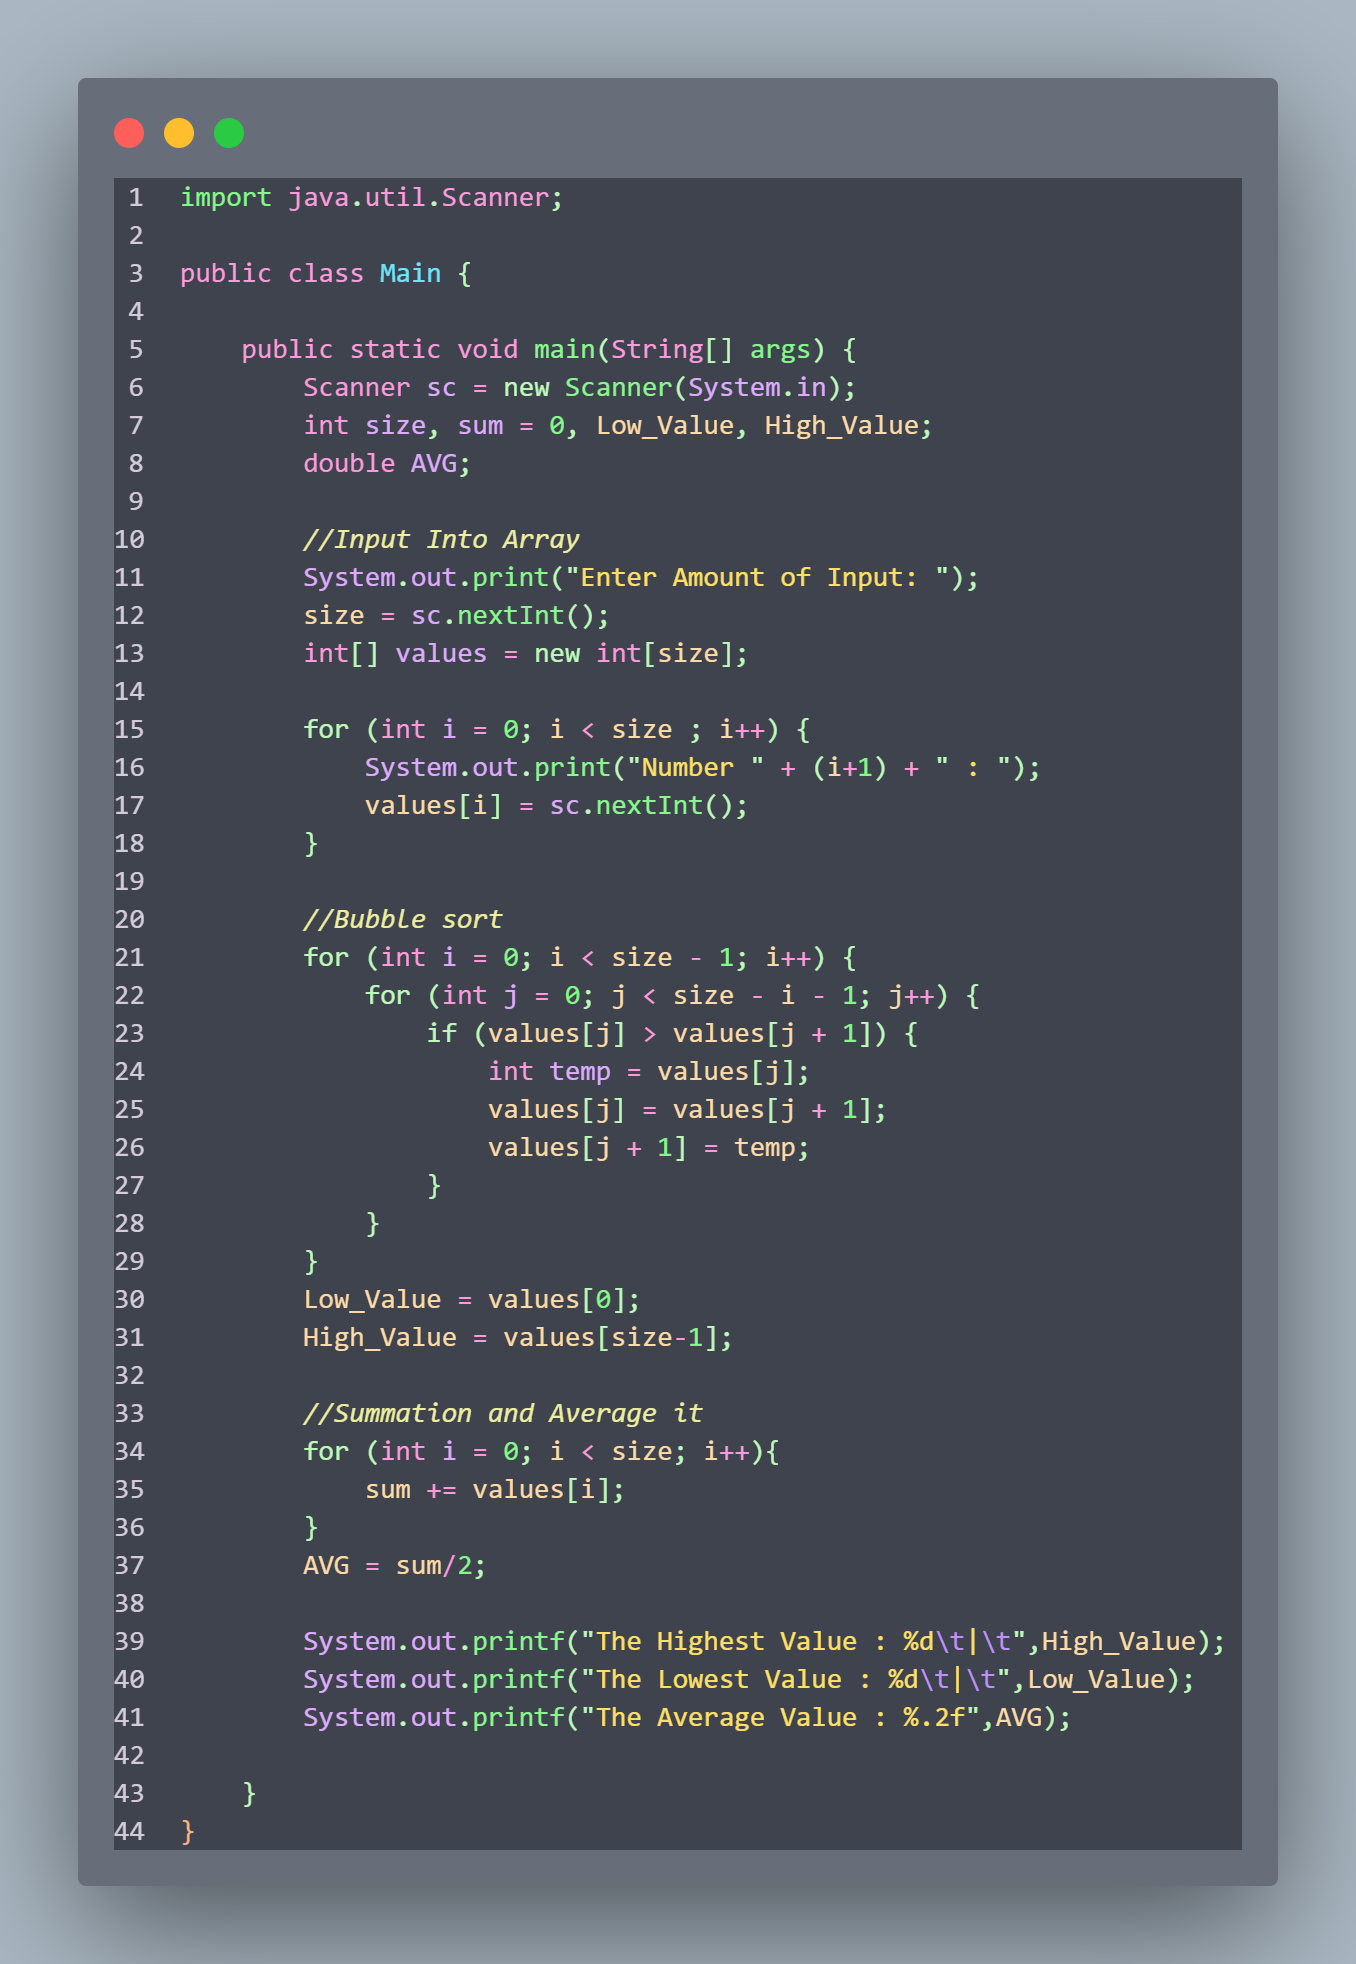 1 import java.util.Scanner;
2
3 public class Main {
4
5     public static void main(String[] args) {
6         Scanner sc = new Scanner(System.in);
7         int size, sum = 0, Low_Value, High_Value;
8         double AVG;
9
10         //Input Into Array
11         System.out.print("Enter Amount of Input: ");
12         size = sc.nextInt();
13         int[] values = new int[size];
14
15         for (int i = 0; i < size ; i++) {
16             System.out.print("Number " + (i+1) + " : ");
17             values[i] = sc.nextInt();
18         }
19
20         //Bubble sort
21         for (int i = 0; i < size - 1; i++) {
22             for (int j = 0; j < size - i - 1; j++) {
23                 if (values[j] > values[j + 1]) {
24                     int temp = values[j];
25                     values[j] = values[j + 1];
26                     values[j + 1] = temp;
27                 }
28             }
29         }
30         Low_Value = values[0];
31         High_Value = values[size-1];
32
33         //Summation and Average it
34         for (int i = 0; i < size; i++){
35             sum += values[i];
36         }
37         AVG = sum/2;
38
39         System.out.printf("The Highest Value : %d\t|\t",High_Value);
40         System.out.printf("The Lowest Value : %d\t|\t",Low_Value);
41         System.out.printf("The Average Value : %.2f",AVG);
42
43     }
44 }